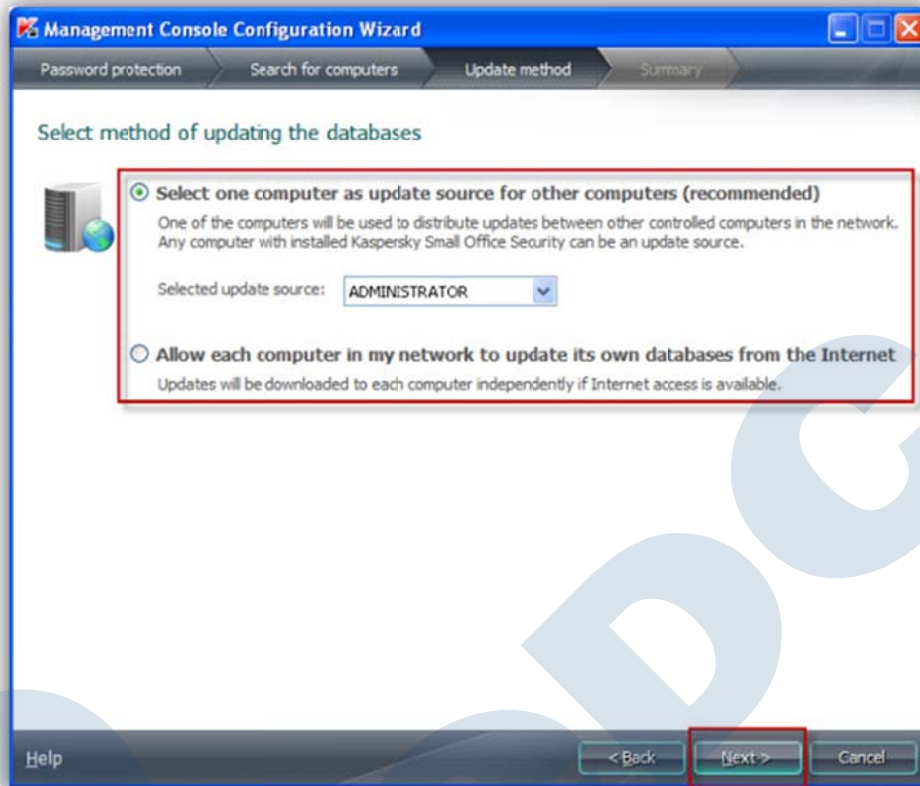 Management Console Configuration Wizard
Password protection Search for computers Update method Summary
Select method of updating the databases
Select one computer as update source for other computers (recommended)
One of the computers will be used to distribute updates between other controlled computers in the network.
Any computer with installed Kaspersky Small Office Security can be an update source.
Selected update source: ADMINISTRATOR
Allow each computer in my network to update its own databases from the Internet
Updates will be downloaded to each computer independently if Internet access is available.
Help < Back Next > Cancel